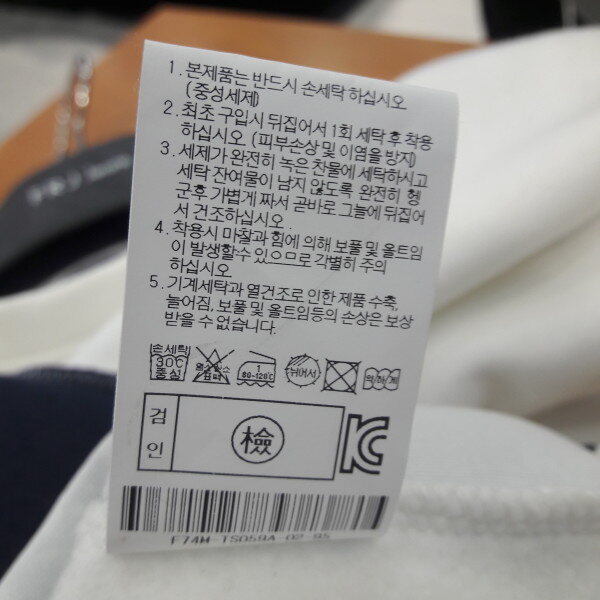 1. 본제품는 반드시 손세탁 하십시오
(중성세제)
2. 최초 구입시 뒤집어서 1회 세탁 후 착용
하십시오. (피부손상 및 이염을 방지)
3. 세제가 완전히 녹은 찬물에 세탁하시고
세탁 잔여물이 남지 않도록 완전히 헹
군후 가볍게 짜서 곧바로 그늘에 뒤집어
서 건조하십시오.
4. 착용시 마찰과 힘에 의해 보풀 및 올트임
이 발생할수 있으므로 각별히 주의
하십시오
5. 기계세탁과 열건조로 인한 제품 수축,
늘어짐, 보풀 및 올트임등의 손상은 보상
받을 수 없습니다.
손세탁
30℃
중성
1
80-120℃
뉘어서
약하게
검
인
檢
F74M-TS059A 02 95